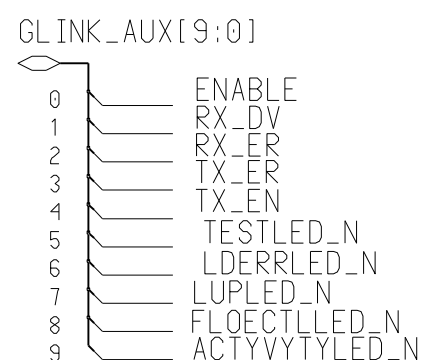 GLINK_AUX[9:0]
0 ENABLE
1 RX_DV
2 RX_ER
3 TX_ER
4 TX_EN
5 TESTLED_N
6 LDERRLED_N
7 LUPLED_N
8 FLOECTLLED_N
9 ACTYVYTYLED_N